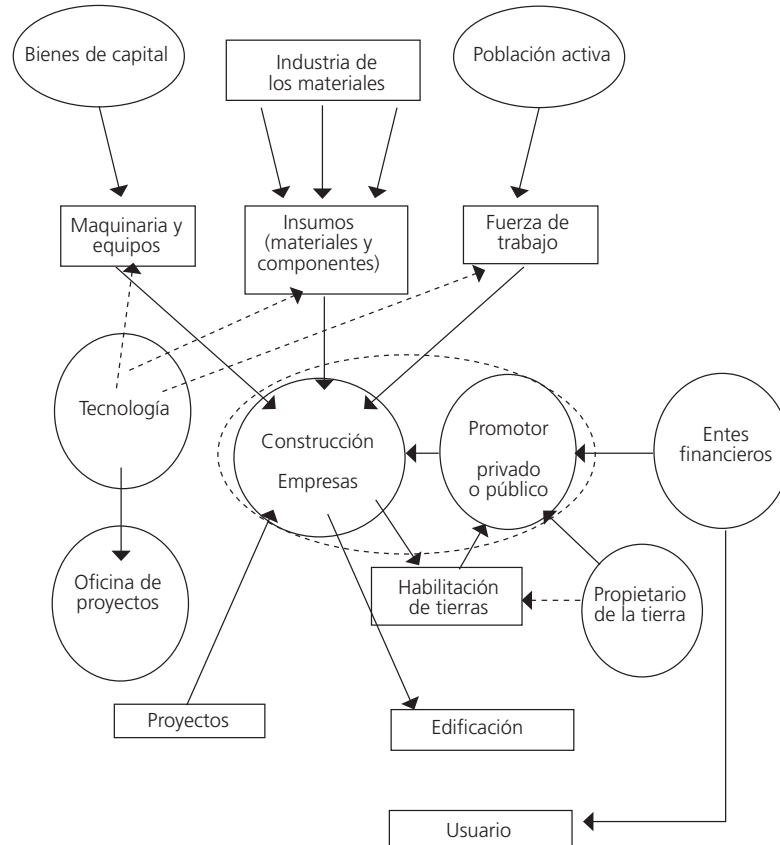 Bienes de capital
Industria de
los materiales
Población activa
Maquinaria y
equipos
Insumos
(materiales y
componentes)
Fuerza de
trabajo
Tecnología
Construcción
Empresas
Promotor
privado
o público
Entes
financieros
Oficina de
proyectos
Habilitación
de tierras
Propietario
de la tierra
Proyectos
Edificación
Usuario